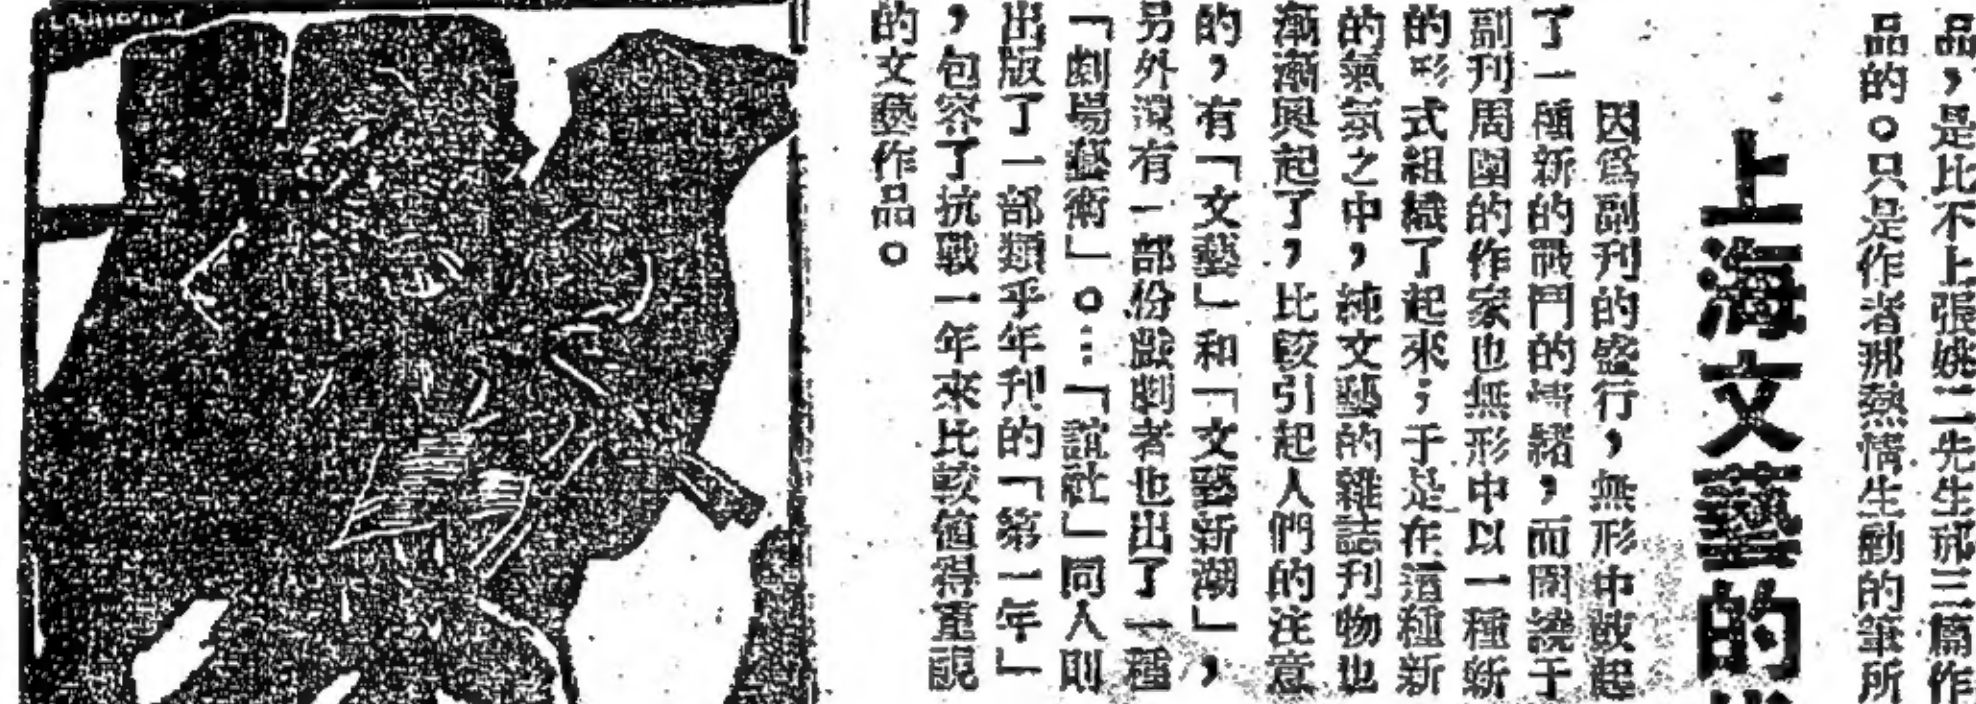 品，是比不上張姚二先生那三篇作
品的。只是作者那熱情生動的筆所
上海文藝的
因爲副刊的盛行，無形中鼓起
了一種新的戰鬥的情緒，而圍繞于
副刊周圍的作家也無形中以一種新
的形式組織了起來；于是在這種新
的氣氛之中，純文藝的雜誌刊物也
漸漸興起了，比較引起人們的注意
的，有「文藝」和「文藝新潮」，
另外還有一部份戲劇者也出了一種
「劇場藝術」。…「誼社」同人則
出版了一部類乎年刊的「第一年」
，包容了抗戰一年來比較值得重視
的文藝作品。